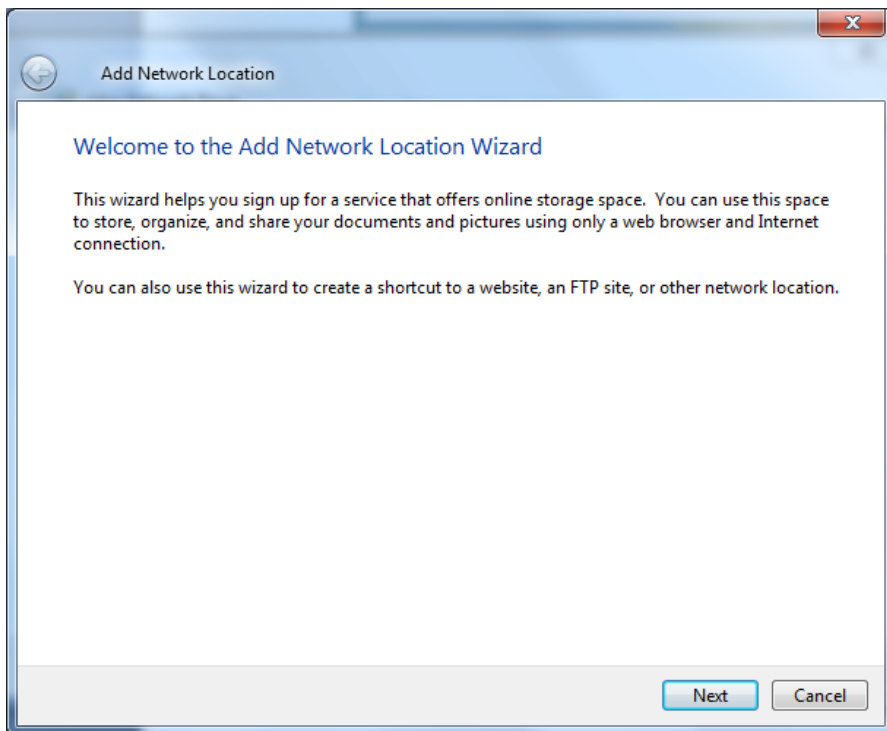 Add Network Location
Welcome to the Add Network Location Wizard
This wizard helps you sign up for a service that offers online storage space.  You can use this space
to store, organize, and share your documents and pictures using only a web browser and Internet
connection.
You can also use this wizard to create a shortcut to a website, an FTP site, or other network location.
Next
Cancel